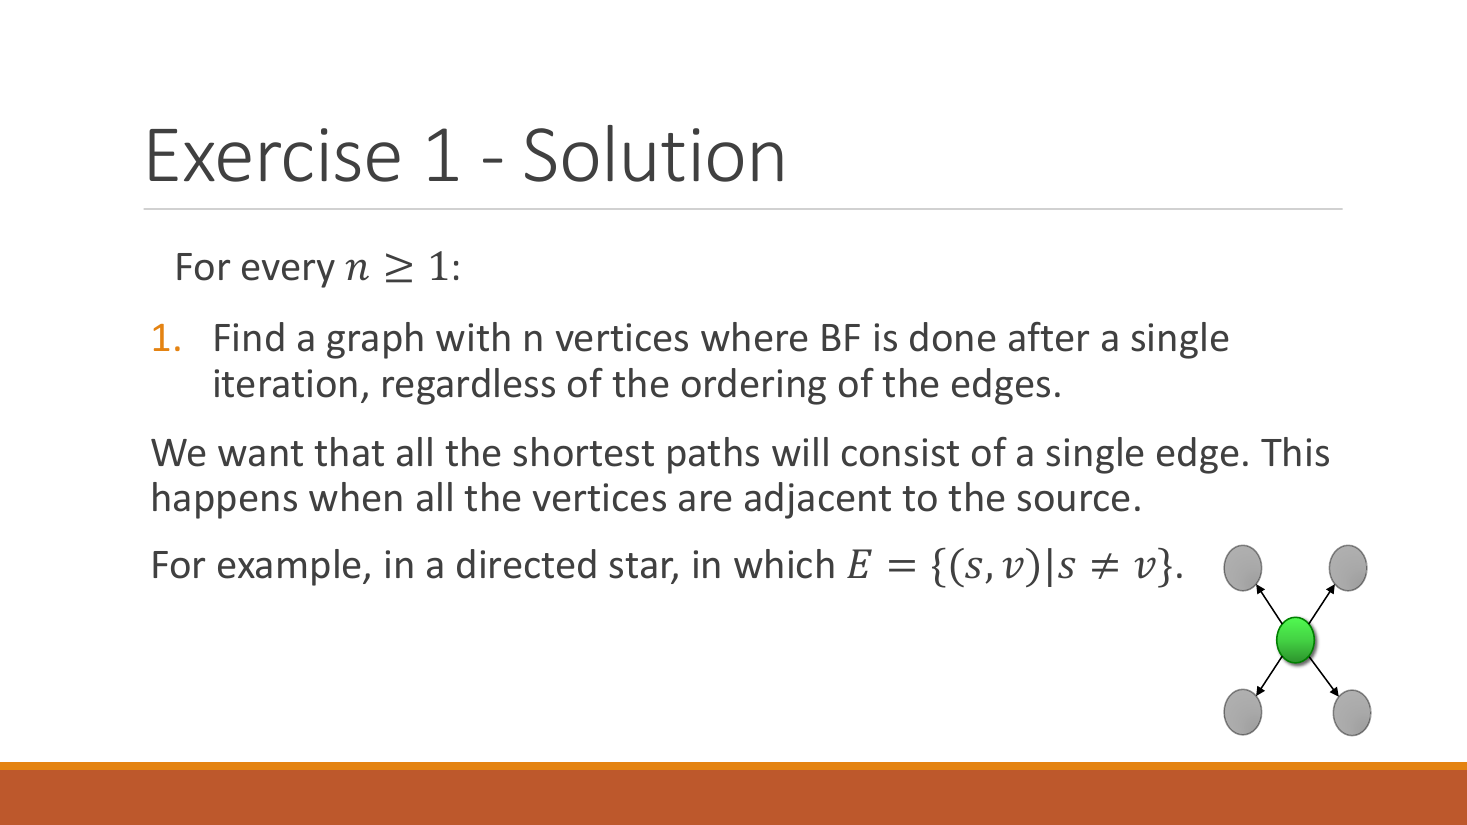 Exercise 1 - Solution
For every 𝑛 ≥ 1:
1. Find a graph with n vertices where BF is done after a single
iteration, regardless of the ordering of the edges.
We want that all the shortest paths will consist of a single edge. This
happens when all the vertices are adjacent to the source.
For example, in a directed star, in which 𝐸 = {(𝑠, 𝑣)|𝑠 ≠ 𝑣}.